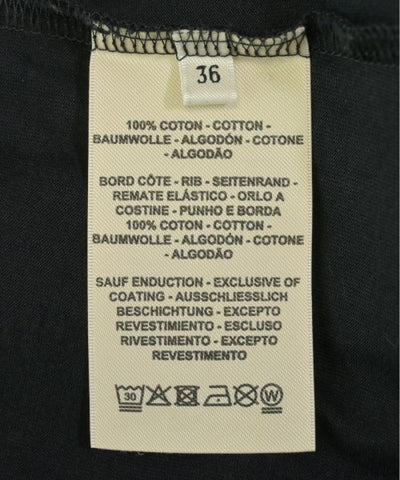 36
100% COTON - COTTON -
BAUMWOLLE - ALGODÓN - COTONE
- ALGODÃO
BORD CÔTE - RIB - SEITENRAND -
REMATE ELÁSTICO - ORLO A
COSTINE - PUNHO E BORDA
100% COTON - COTTON -
BAUMWOLLE - ALGODÓN - COTONE
- ALGODÃO
SAUF ENDUCTION - EXCLUSIVE OF
COATING - AUSSCHLIESSLICH
BESCHICHTUNG - EXCEPTO
REVESTIMIENTO - ESCLUSO
RIVESTIMENTO - EXCEPTO
REVESTIMENTO
30 W